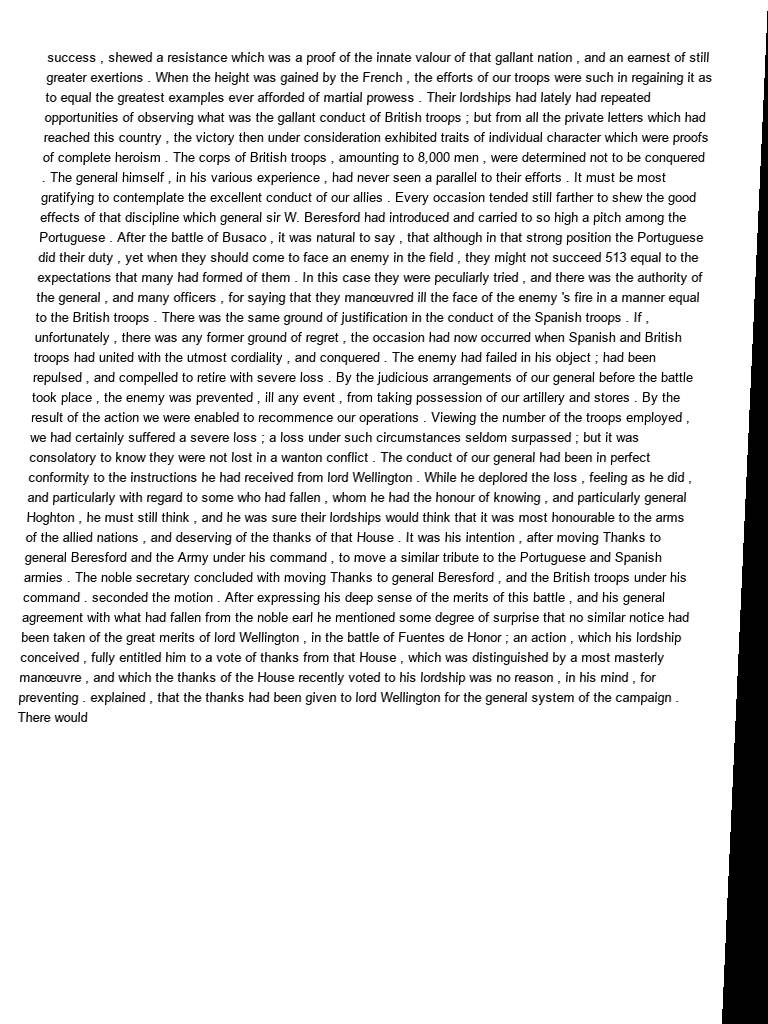 success , shewed a resistance which was a proof of the innate valour of that gallant nation , and an earnest of still
greater exertions . When the height was gained by the French , the efforts of our troops were such in regaining it as
to equal the greatest examples ever afforded of martial prowess . Their lordships had lately had repeated
opportunities of observing what was the gallant conduct of British troops ; but from all the private letters which had
reached this country , the victory then under consideration exhibited traits of individual character which were proofs
of complete heroism . The corps of British troops , amounting to 8,000 men , were determined not to be conquered
. The general himself , in his various experience , had never seen a parallel to their efforts . It must be most
gratifying to contemplate the excellent conduct of our allies . Every occasion tended still farther to shew the good
effects of that discipline which general sir W. Beresford had introduced and carried to so high a pitch among the
Portuguese . After the battle of Busaco , it was natural to say , that although in that strong position the Portuguese
did their duty , yet when they should come to face an enemy in the field , they might not succeed 513 equal to the
expectations that many had formed of them . In this case they were peculiarly tried , and there was the authority of
the general , and many officers , for saying that they manœuvred ill the face of the enemy 's fire in a manner equal
to the British troops . There was the same ground of justification in the conduct of the Spanish troops . If ,
unfortunately , there was any former ground of regret , the occasion had now occurred when Spanish and British
troops had united with the utmost cordiality , and conquered . The enemy had failed in his object ; had been
repulsed , and compelled to retire with severe loss . By the judicious arrangements of our general before the battle
took place , the enemy was prevented , ill any event , from taking possession of our artillery and stores . By the
result of the action we were enabled to recommence our operations . Viewing the number of the troops employed ,
we had certainly suffered a severe loss ; a loss under such circumstances seldom surpassed ; but it was
consolatory to know they were not lost in a wanton conflict . The conduct of our general had been in perfect
conformity to the instructions he had received from lord Wellington . While he deplored the loss , feeling as he did ,
and particularly with regard to some who had fallen , whom he had the honour of knowing , and particularly general
Hoghton , he must still think , and he was sure their lordships would think that it was most honourable to the arms
of the allied nations , and deserving of the thanks of that House . It was his intention , after moving Thanks to
general Beresford and the Army under his command , to move a similar tribute to the Portuguese and Spanish
armies . The noble secretary concluded with moving Thanks to general Beresford , and the British troops under his
command . seconded the motion . After expressing his deep sense of the merits of this battle , and his general
agreement with what had fallen from the noble earl he mentioned some degree of surprise that no similar notice had
been taken of the great merits of lord Wellington , in the battle of Fuentes de Honor ; an action , which his lordship
conceived , fully entitled him to a vote of thanks from that House , which was distinguished by a most masterly
manœuvre , and which the thanks of the House recently voted to his lordship was no reason , in his mind , for
preventing . explained , that the thanks had been given to lord Wellington for the general system of the campaign .
There would